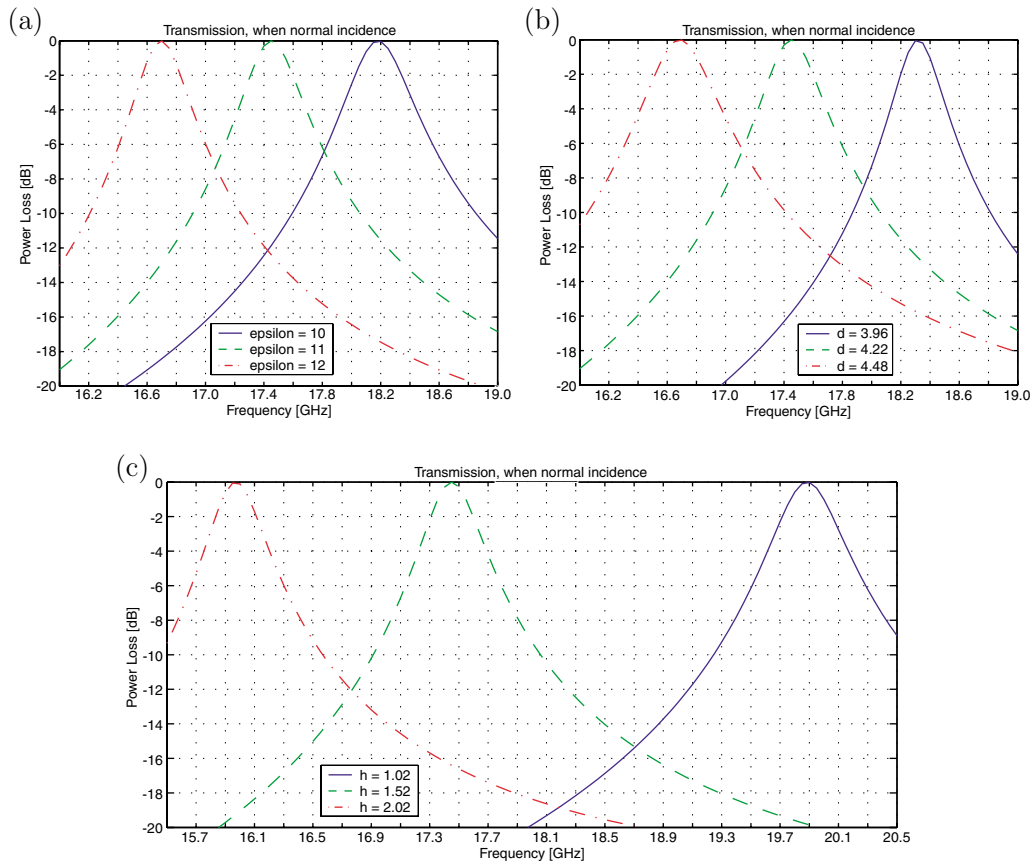 (a)
Transmission, when normal incidence
0
-2
-4
-6
-8
-10
-12
-14
-16
-18
-20
Power Loss [dB]
16.2 16.6 17.0 17.4 17.8 18.2 18.6 19.0
Frequency [GHz]
epsilon = 10
epsilon = 11
epsilon = 12
(b)
Transmission, when normal incidence
0
-2
-4
-6
-8
-10
-12
-14
-16
-18
-20
Power Loss [dB]
16.2 16.6 17.0 17.4 17.8 18.2 18.6 19.0
Frequency [GHz]
d = 3.96
d = 4.22
d = 4.48
(c)
Transmission, when normal incidence
0
-2
-4
-6
-8
-10
-12
-14
-16
-18
-20
Power Loss [dB]
15.7 16.1 16.5 16.9 17.3 17.7 18.1 18.5 18.9 19.3 19.7 20.1 20.5
Frequency [GHz]
h = 1.02
h = 1.52
h = 2.02